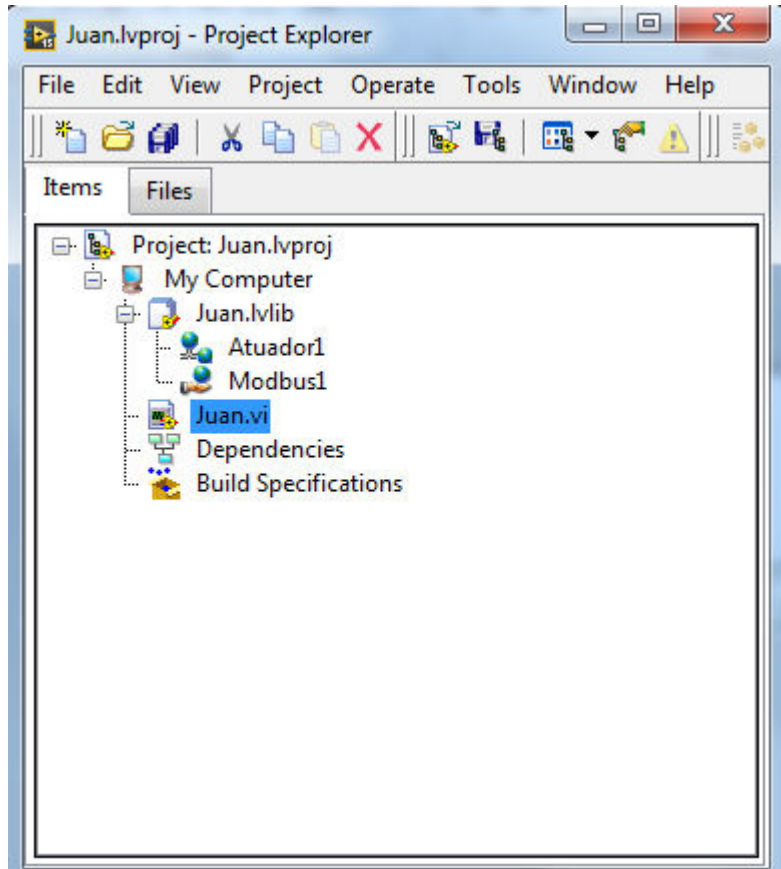 Juan.lvproj - Project Explorer
File Edit View Project Operate Tools Window Help
Items Files
Project: Juan.lvproj
My Computer
Juan.lvlib
Atuador1
Modbus1
Juan.vi
Dependencies
Build Specifications